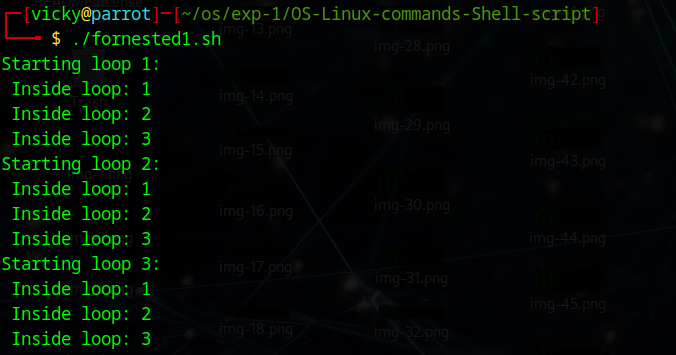 ┌─[vicky@parrot]─[~/os/exp-1/OS-Linux-commands-Shell-script]
└──╼ $ ./fornested1.sh
Starting loop 1:
 Inside loop: 1
 Inside loop: 2
 Inside loop: 3
Starting loop 2:
 Inside loop: 1
 Inside loop: 2
 Inside loop: 3
Starting loop 3:
 Inside loop: 1
 Inside loop: 2
 Inside loop: 3
Trash
img-13.png
img-14.png
img-15.png
img-16.png
img-17.png
img-18.png
img-28.png
img-29.png
img-30.png
img-31.png
img-32.png
img-42.png
img-43.png
img-44.png
img-45.png